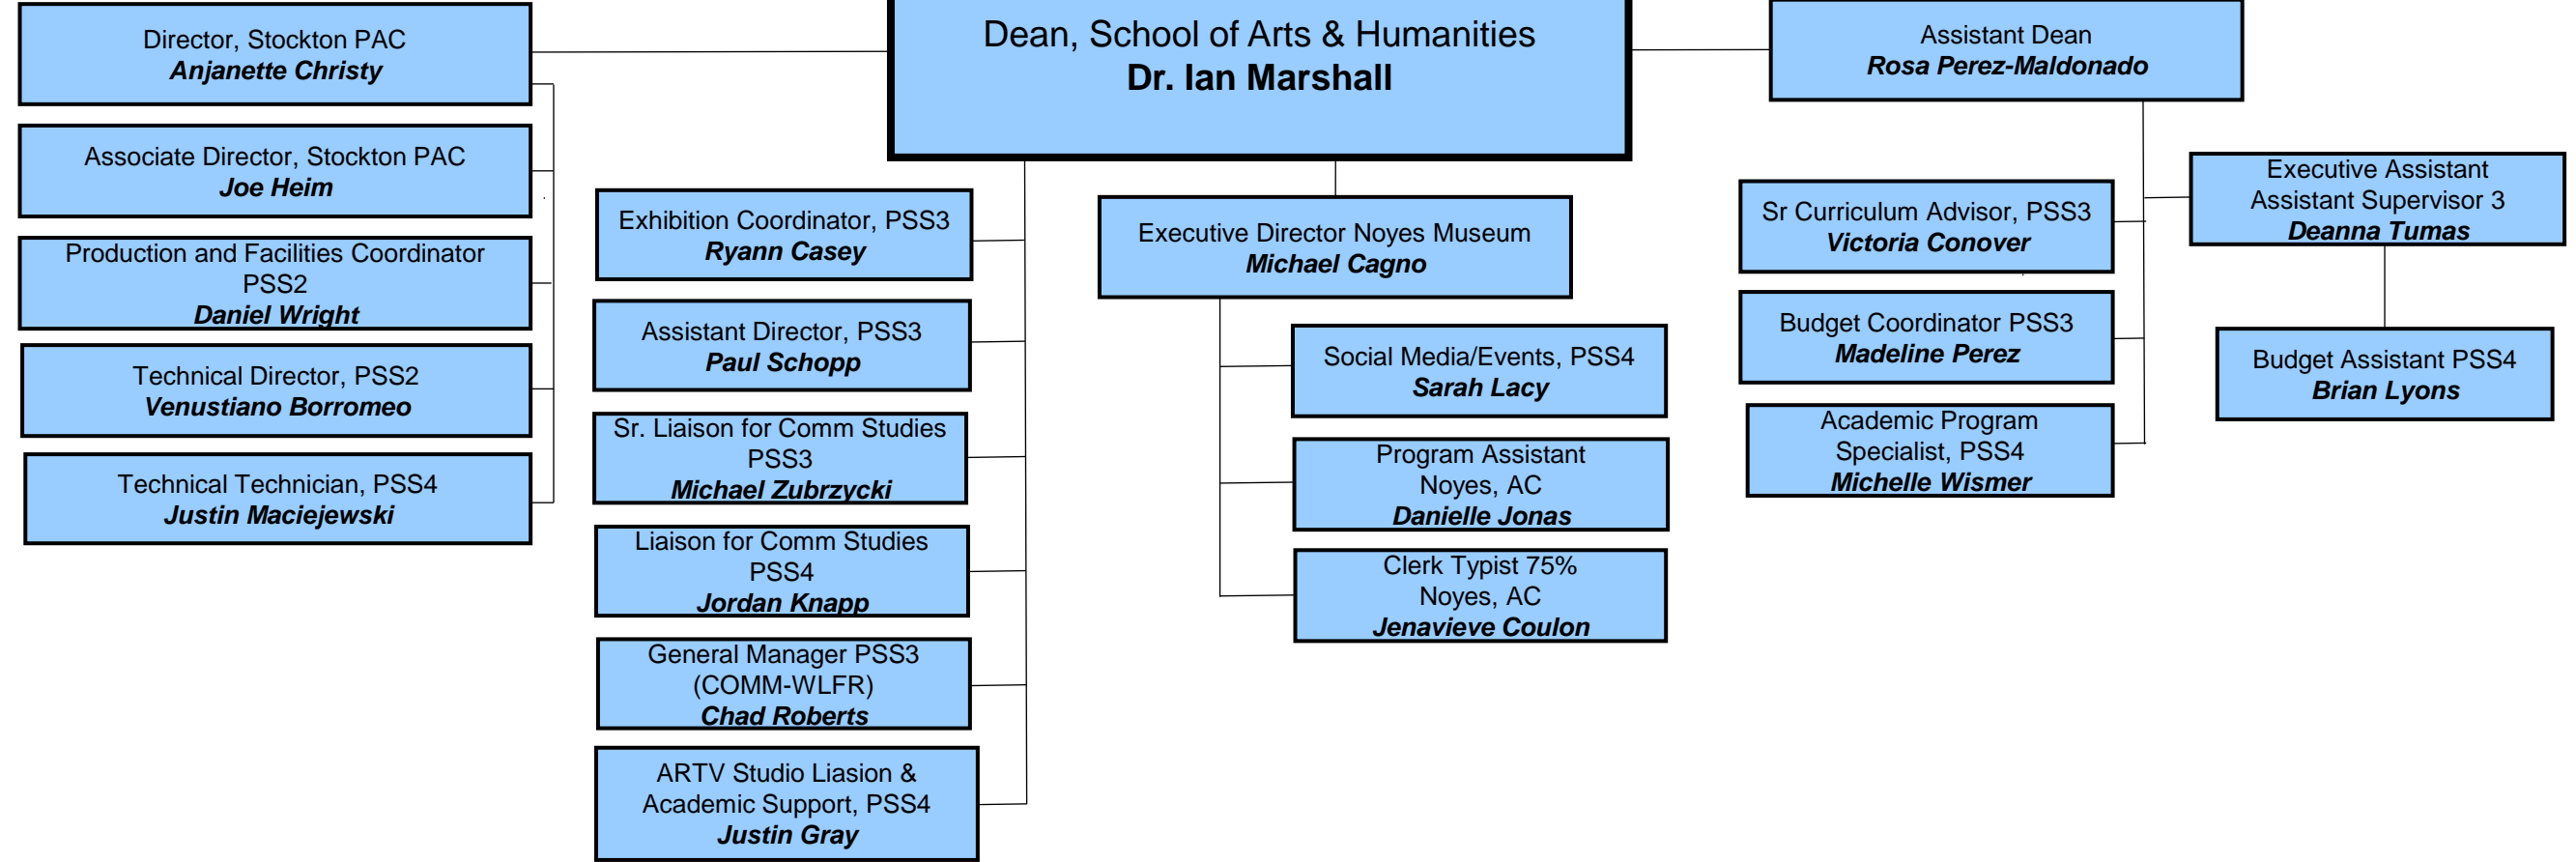 Dean, School of Arts & Humanities
Dr. Ian Marshall
Director, Stockton PAC
Anjanette Christy
Associate Director, Stockton PAC
Joe Heim
Production and Facilities Coordinator
PSS2
Daniel Wright
Technical Director, PSS2
Venustiano Borromeo
Technical Technician, PSS4
Justin Maciejewski
Exhibition Coordinator, PSS3
Ryann Casey
Assistant Director, PSS3
Paul Schopp
Sr. Liaison for Comm Studies
PSS3
Michael Zubrzycki
Liaison for Comm Studies
PSS4
Jordan Knapp
General Manager PSS3
(COMM-WLFR)
Chad Roberts
ARTV Studio Liasion &
Academic Support, PSS4
Justin Gray
Executive Director Noyes Museum
Michael Cagno
Social Media/Events, PSS4
Sarah Lacy
Program Assistant
Noyes, AC
Danielle Jonas
Clerk Typist 75%
Noyes, AC
Jenavieve Coulon
Assistant Dean
Rosa Perez-Maldonado
Sr Curriculum Advisor, PSS3
Victoria Conover
Budget Coordinator PSS3
Madeline Perez
Academic Program
Specialist, PSS4
Michelle Wismer
Executive Assistant
Assistant Supervisor 3
Deanna Tumas
Budget Assistant PSS4
Brian Lyons